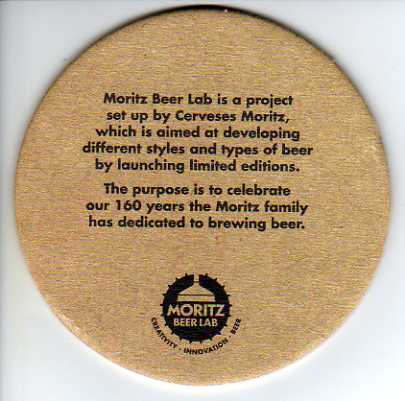 Moritz Beer Lab is a project
set up by Cerveses Moritz,
which is aimed at developing
different styles and types of beer
by launching limited editions.
The purpose is to celebrate
our 160 years the Moritz family
has dedicated to brewing beer.
MORITZ
BEER LAB
CREATIVITY · INNOVATION · BEER